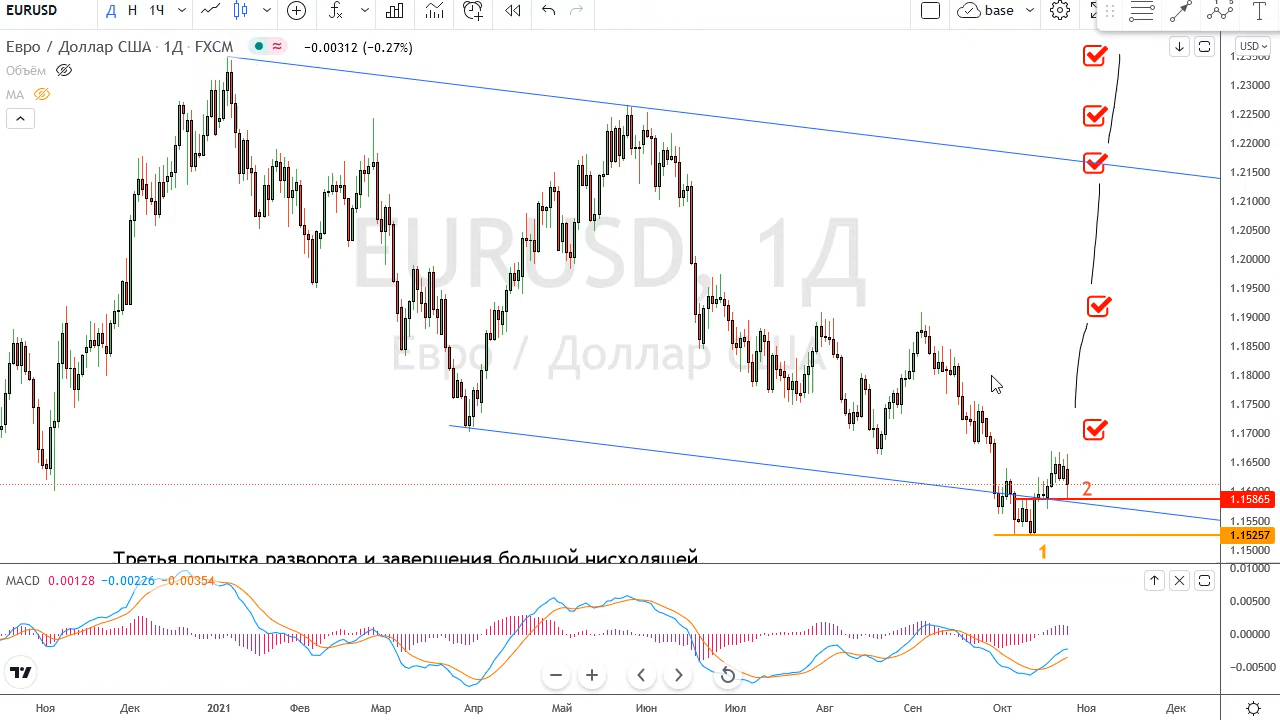 EURUSD
Д Н 1Ч
base
T
Евро / Доллар США · 1Д · FXCM
−0.00312 (−0.27%)
USD
Объём
MA
EURUSD, 1Д
Евро / Доллар США
1.23500
1.23000
1.22500
1.22000
1.21500
1.21000
1.20500
1.20000
1.19500
1.19000
1.18500
1.18000
1.17500
1.17000
1.16500
1.16000
1.15865
1.15500
1.15257
1.15000
2
1
Третья попытка разворота и завершения большой нисходящей
MACD 0.00128 −0.00226 −0.00354
0.01000
0.00500
0.00000
−0.00500
Ноя Дек 2021 Фев Мар Апр Май Июн Июл Авг Сен Окт Ноя Дек